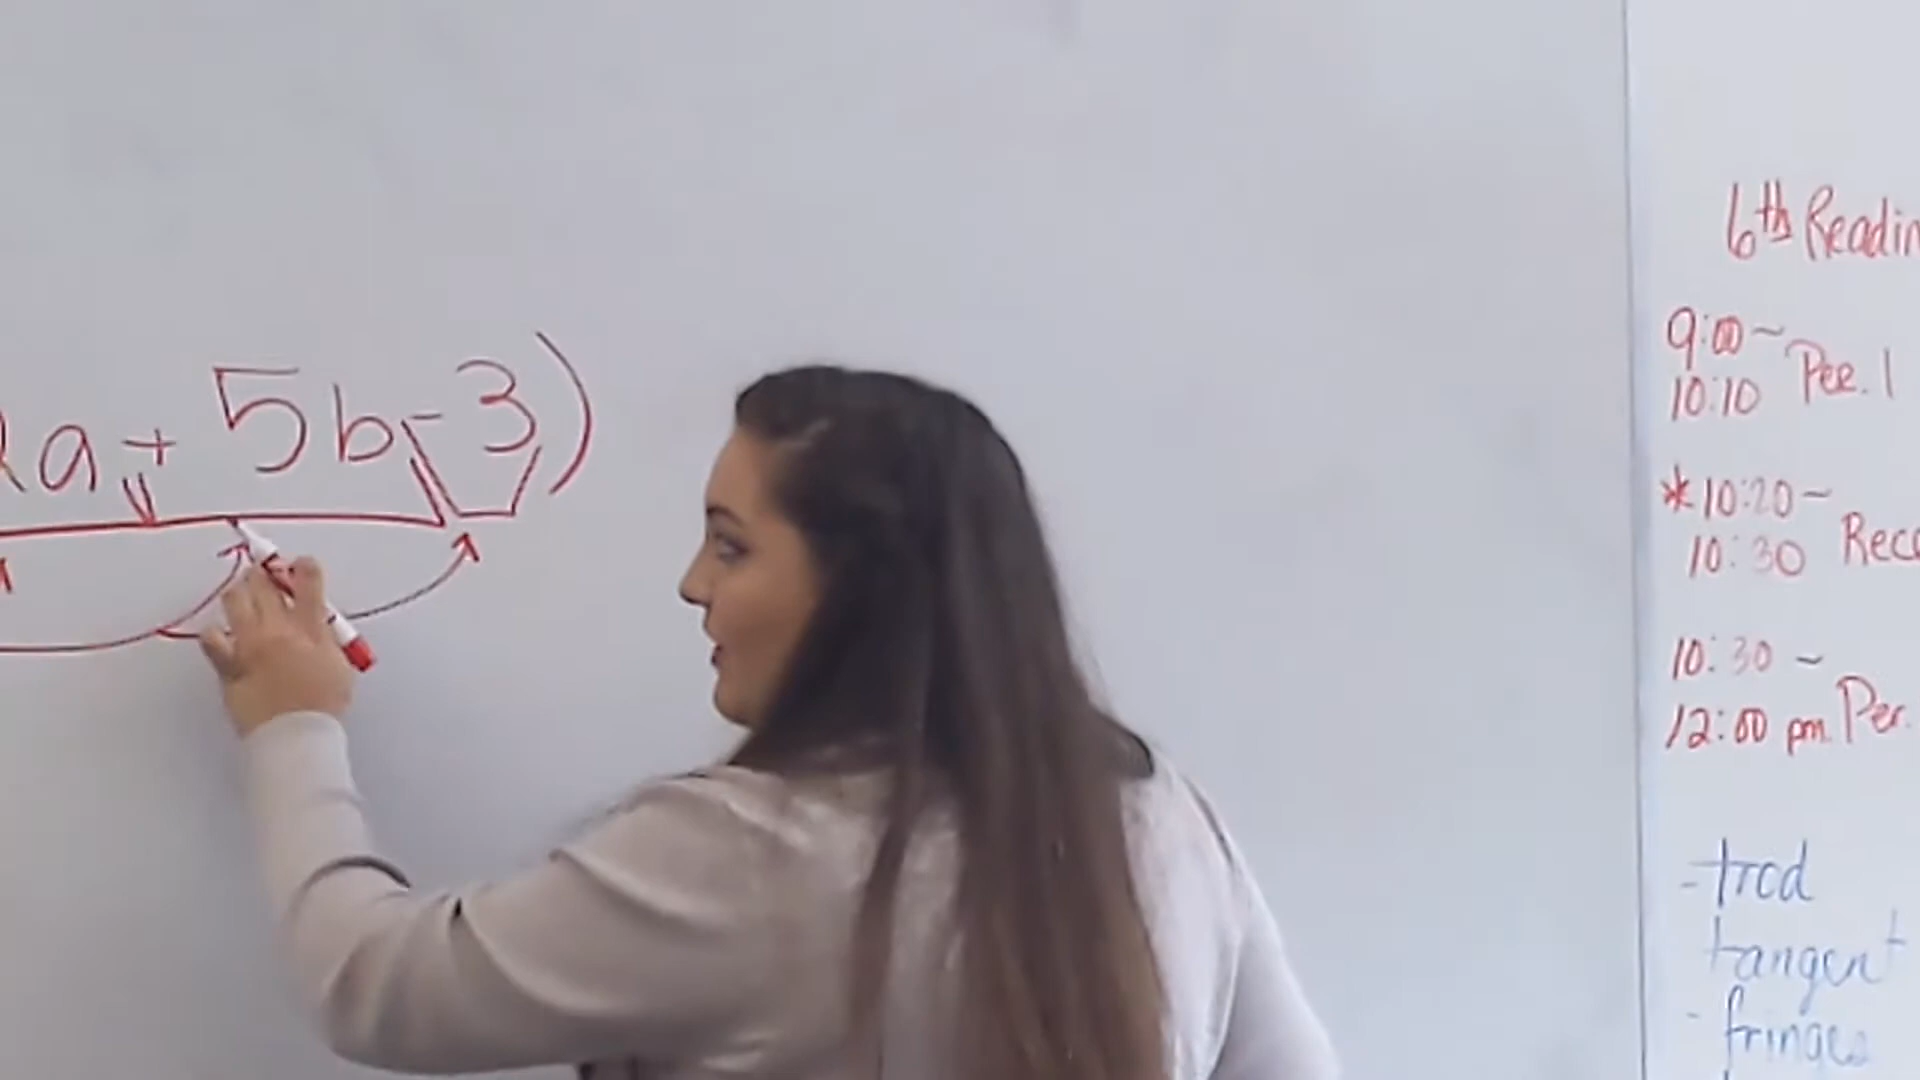 2a + 5b - 3)
6th Readin
9:00~
10:10 Per. 1
*10:20~
10:30 Rec
10:30 ~
12:00 pm. Per.
- trod
tangent
- fringes